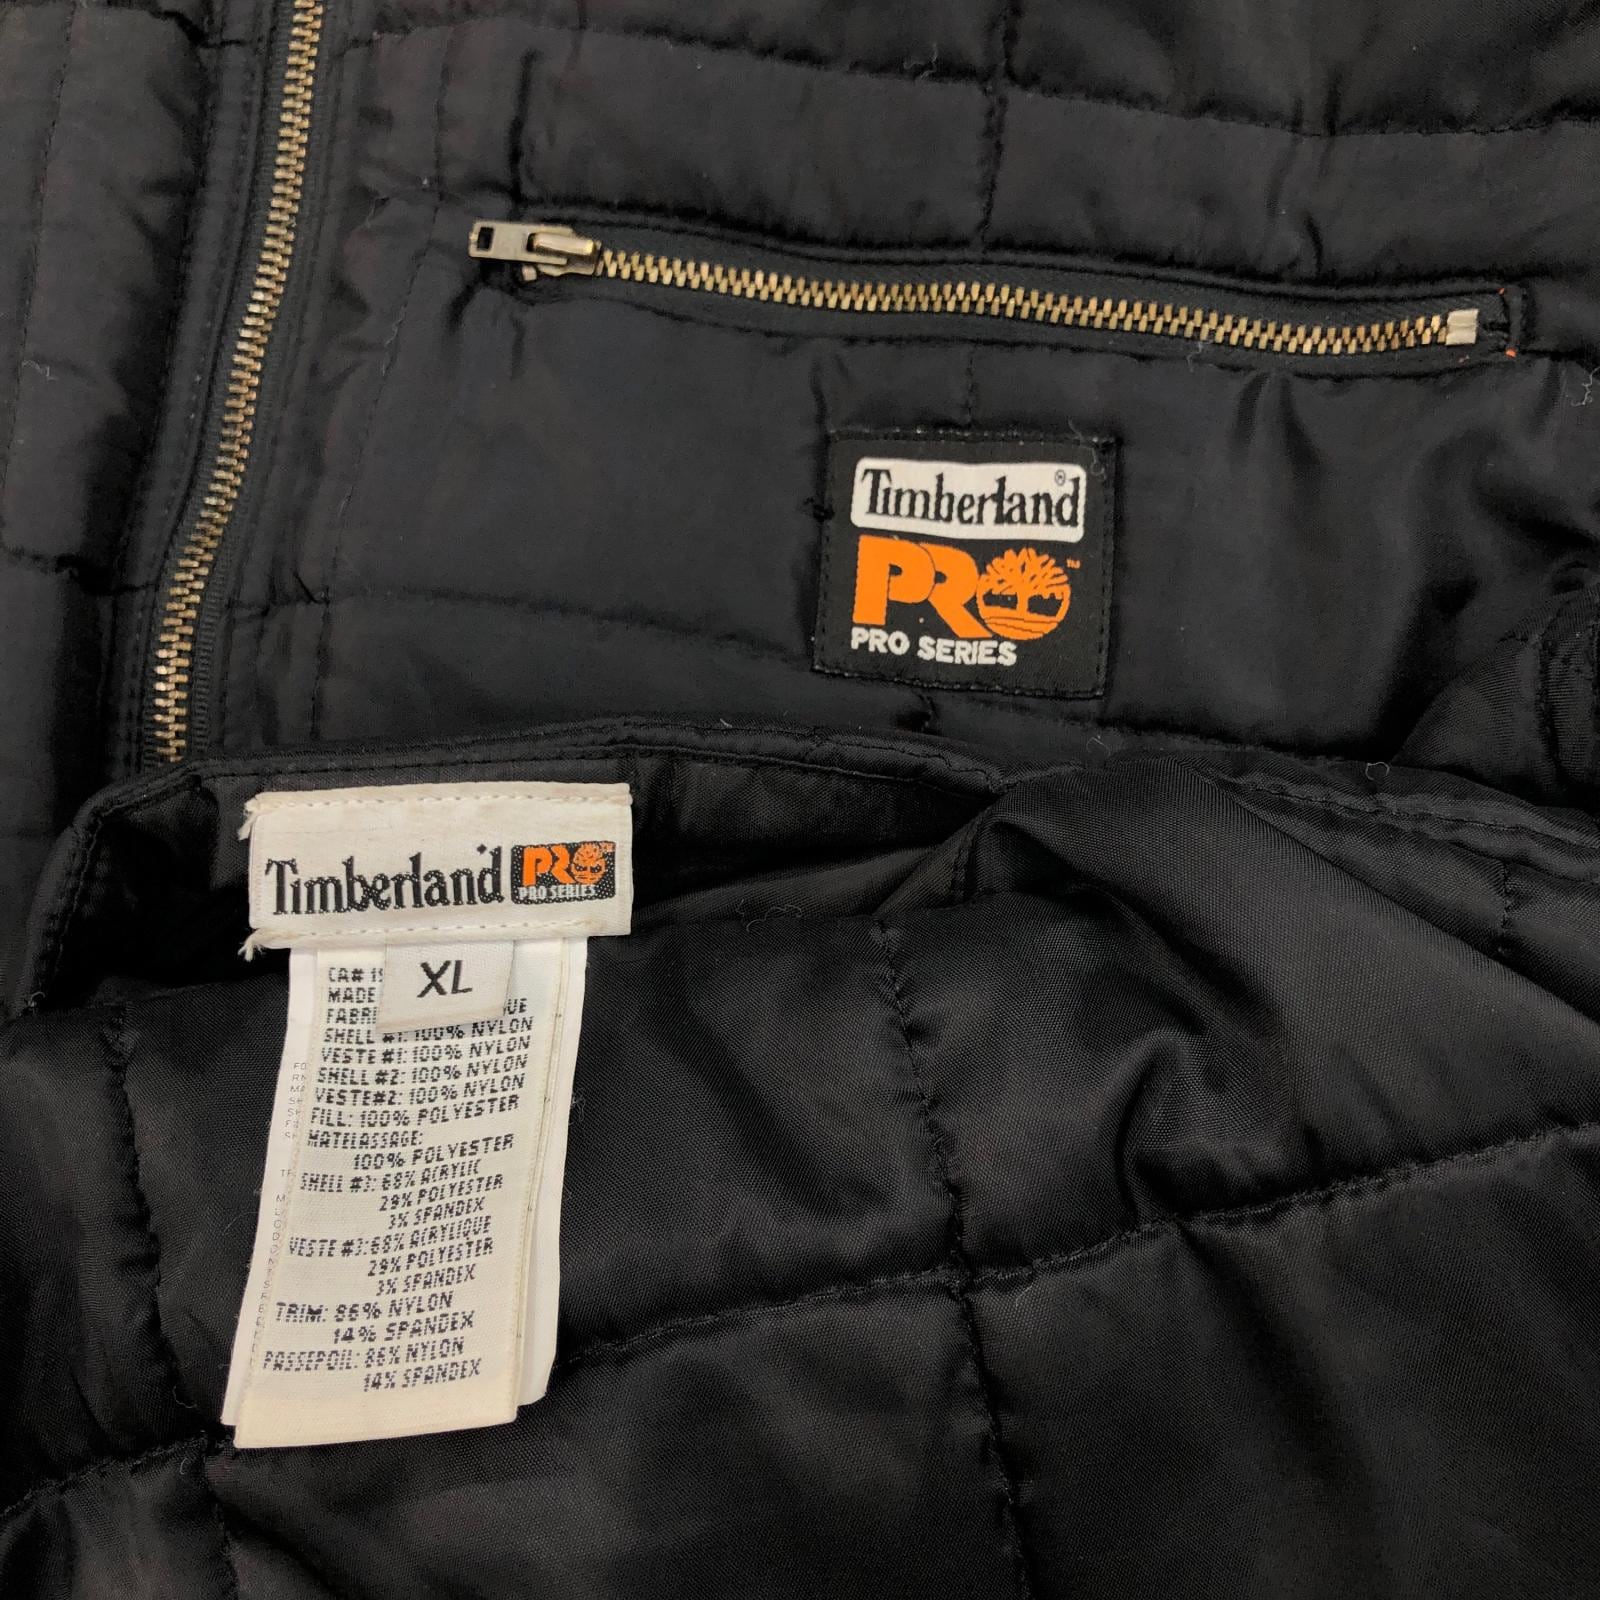 Timberland®
PRO™
PRO SERIES
Timberland PRO™
PRO SERIES
XL
CA#
MADE
SHELL #1: 100% NYLON
VESTE #1: 100% NYLON
SHELL #2: 100% NYLON
VESTE#2: 100% NYLON
FILL: 100% POLYESTER
MATELASSAGE:
100% POLYESTER
SHELL #3: 68% ACRYLIC
29% POLYESTER
3% SPANDEX
VESTE #3:68% ACRYLIQUE
29% POLYESTER
3% SPANDEX
TRIM: 86% NYLON
14% SPANDEX
PASSEPOIL: 86% NYLON
14% SPANDEX